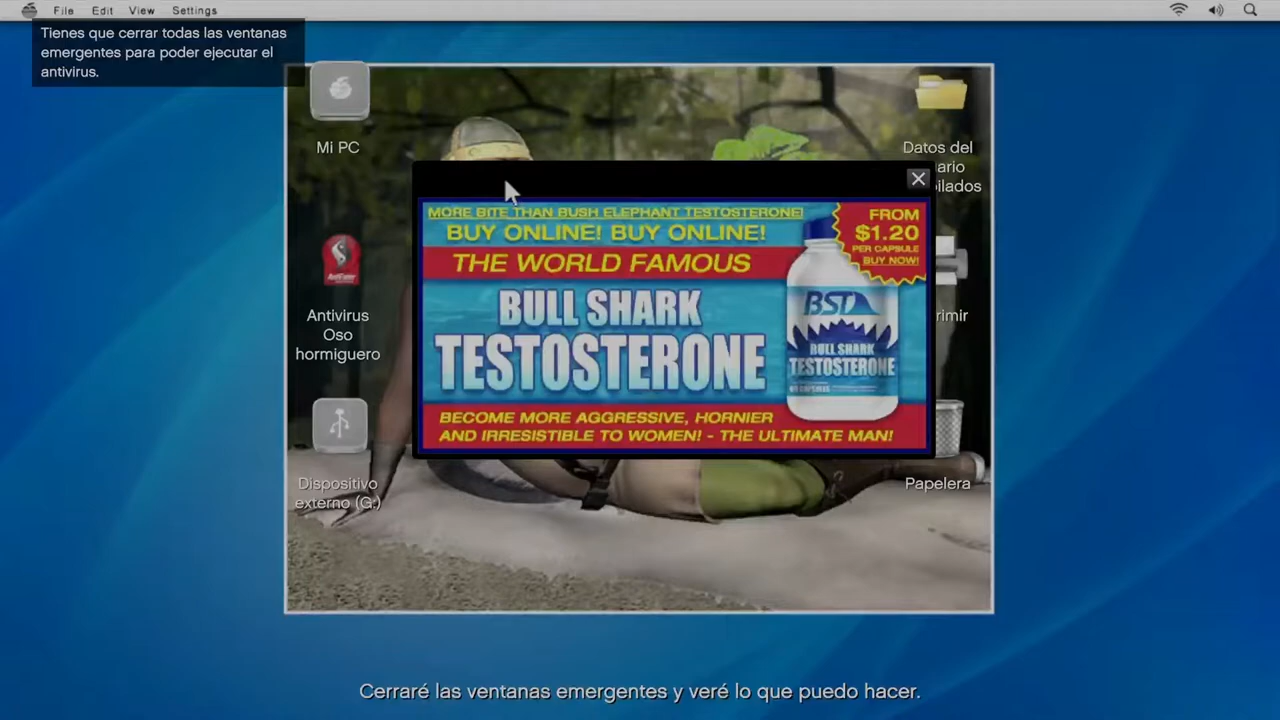 File Edit View Settings
Tienes que cerrar todas las ventanas
emergentes para poder ejecutar el
antivirus.
Mi PC
Datos del
uario
ilados
MORE BITE THAN BUSH ELEPHANT TESTOSTERONE!
BUY ONLINE! BUY ONLINE!
THE WORLD FAMOUS
BULL SHARK
TESTOSTERONE
FROM
$1.20
PER CAPSULE
BUY NOW!
BST
BULL SHARK
TESTOSTERONE
BECOME MORE AGGRESSIVE, HORNIER
AND IRRESISTIBLE TO WOMEN! - THE ULTIMATE MAN!
Antivirus
Oso
hormiguero
rimir
Dispositivo
externo (G:)
Papelera
Cerraré las ventanas emergentes y veré lo que puedo hacer.